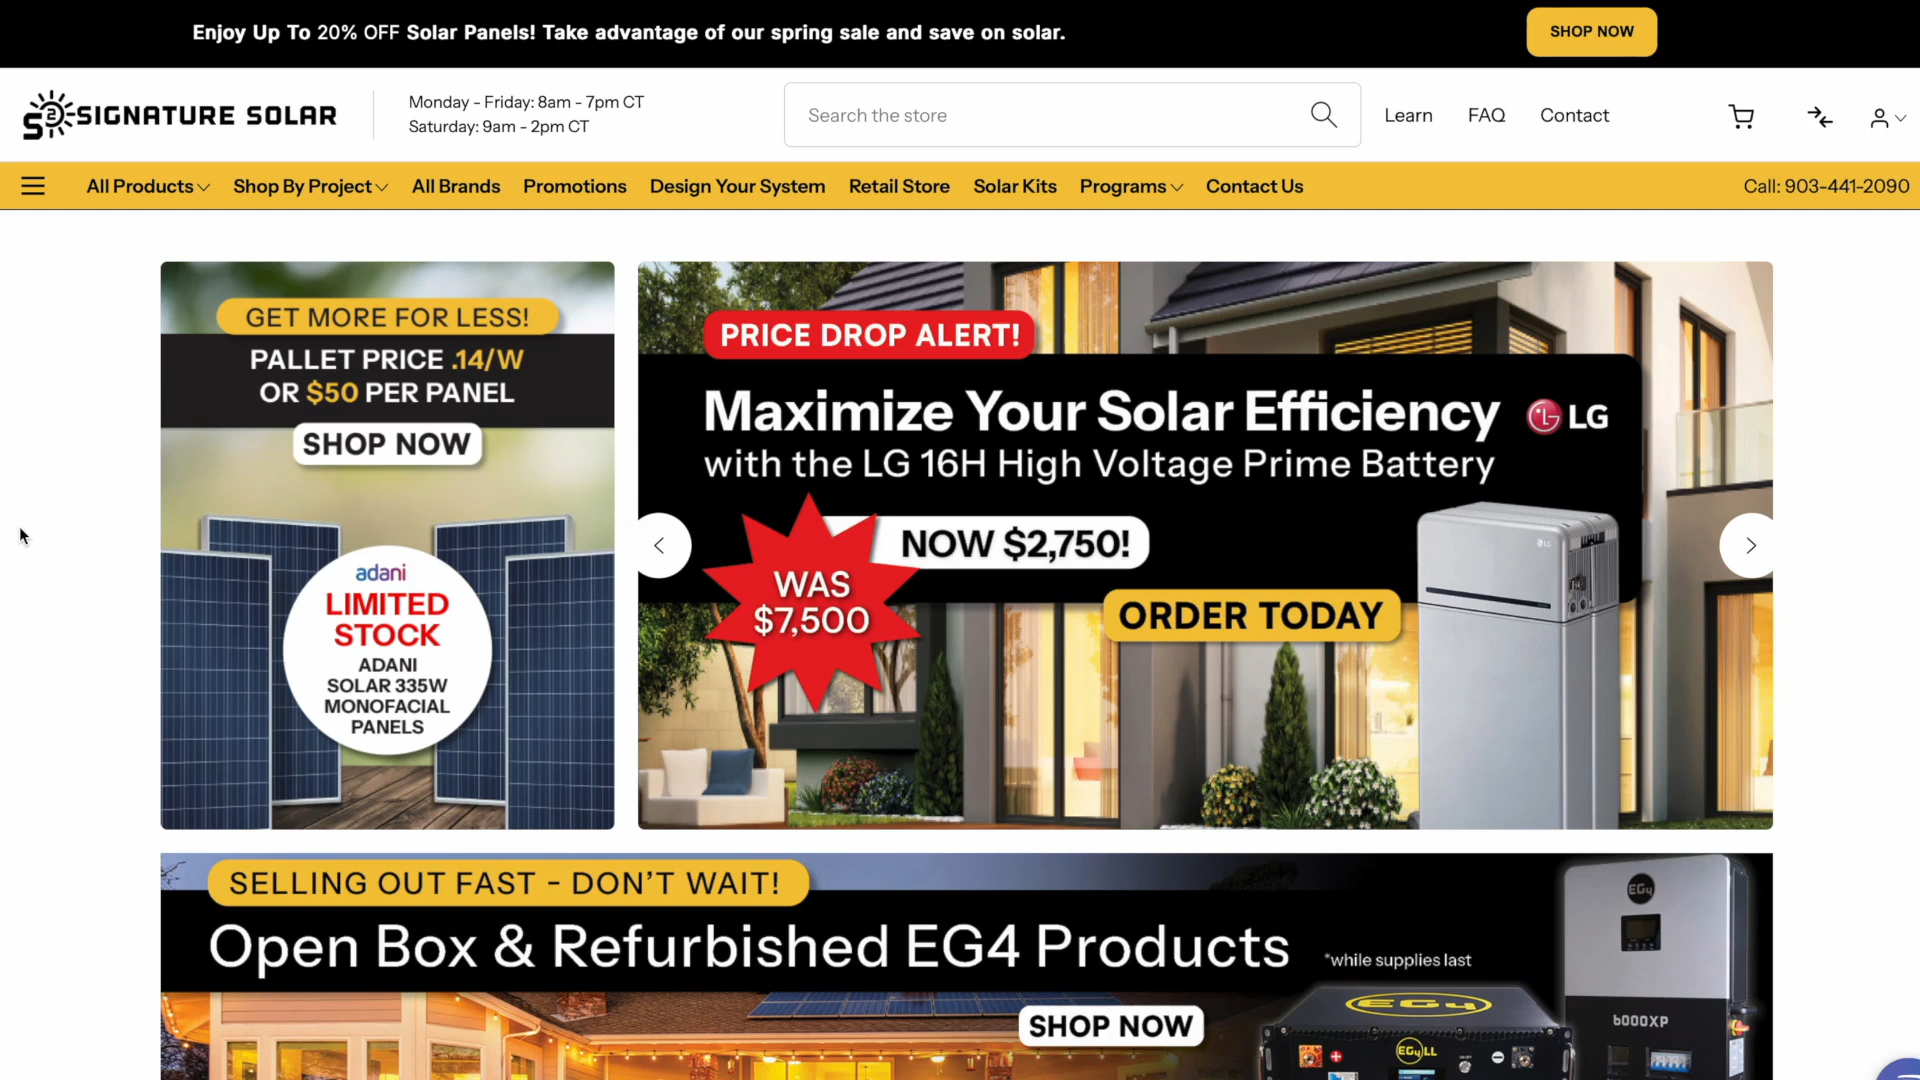 Enjoy Up To 20% OFF Solar Panels! Take advantage of our spring sale and save on solar.
SHOP NOW
SIGNATURE SOLAR
Monday - Friday: 8am - 7pm CT
Saturday: 9am - 2pm CT
Search the store
Learn
FAQ
Contact
All Products
Shop By Project
All Brands
Promotions
Design Your System
Retail Store
Solar Kits
Programs
Contact Us
Call: 903-441-2090
GET MORE FOR LESS!
PALLET PRICE .14/W
OR $50 PER PANEL
SHOP NOW
adani
LIMITED
STOCK
ADANI
SOLAR 335W
MONOFACIAL
PANELS
PRICE DROP ALERT!
Maximize Your Solar Efficiency
LG
with the LG 16H High Voltage Prime Battery
NOW $2,750!
WAS
$7,500
ORDER TODAY
LG
SELLING OUT FAST - DON'T WAIT!
Open Box & Refurbished EG4 Products
*while supplies last
SHOP NOW
EG4
EG4
EG4LL
6000XP